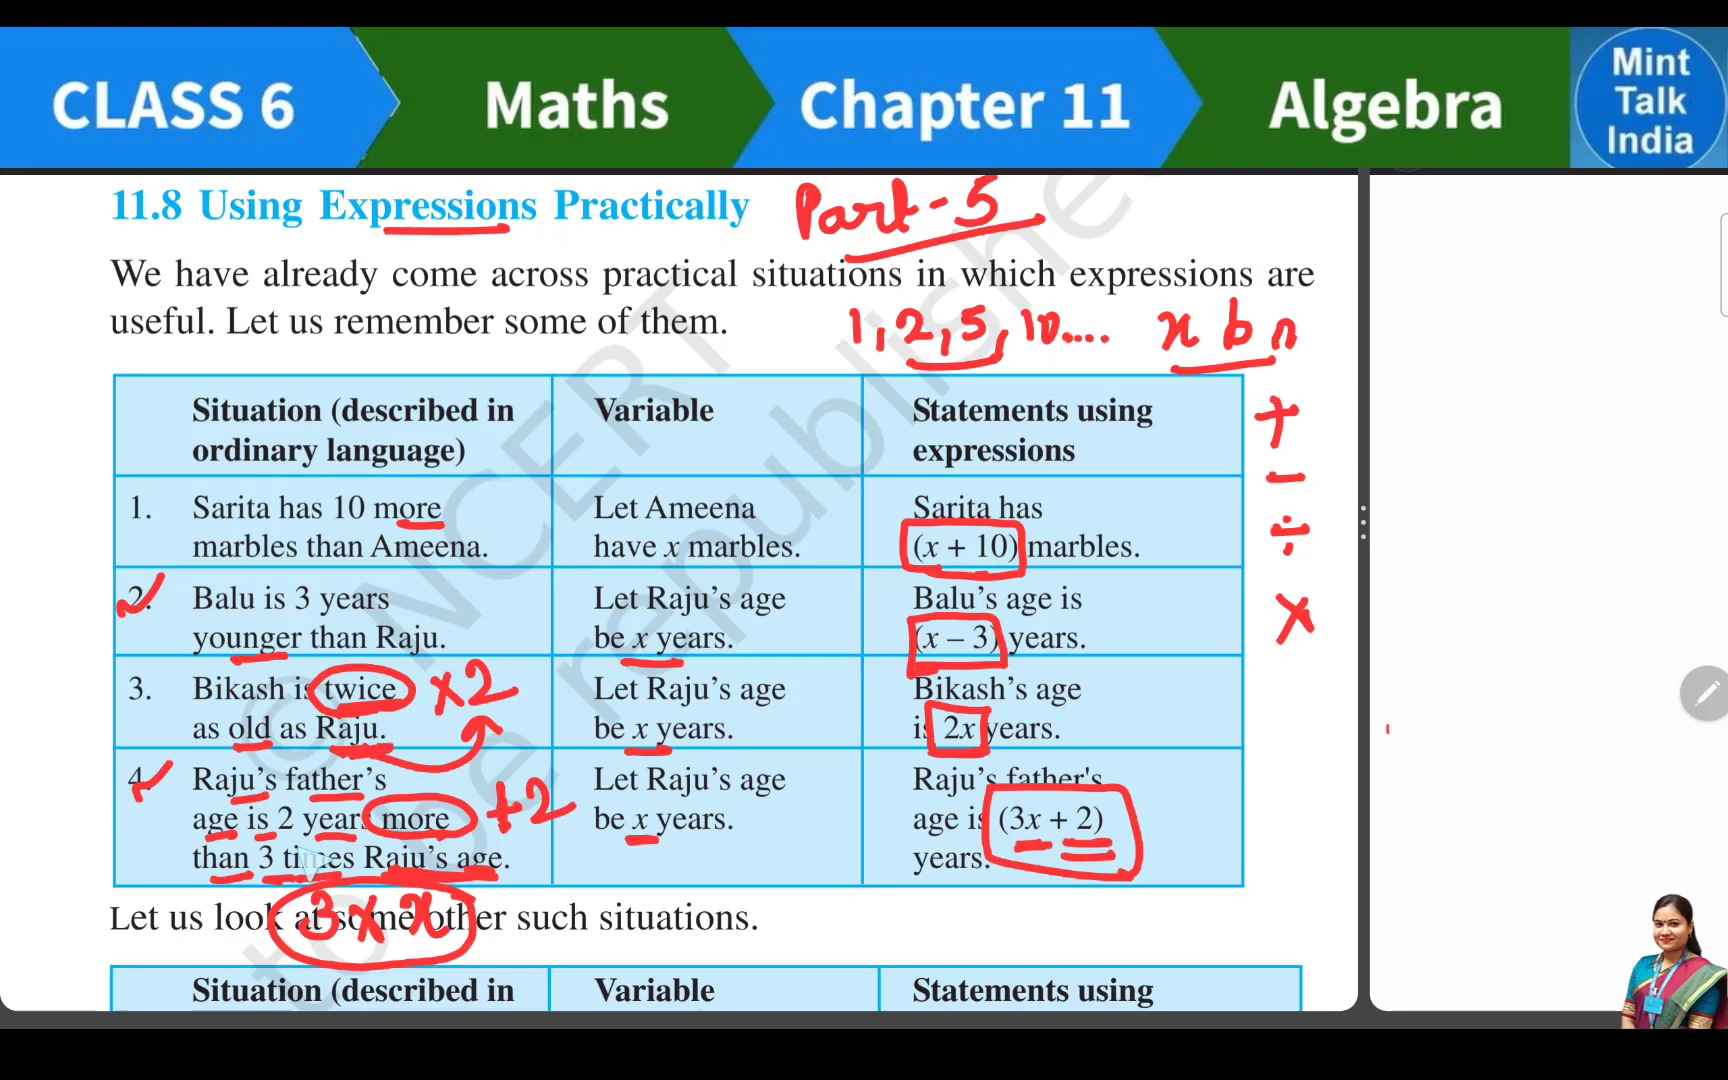 CLASS 6 Maths Chapter 11 Algebra
Mint
Talk
India
11.8 Using Expressions Practically Part-5
We have already come across practical situations in which expressions are
useful. Let us remember some of them.
1, 2, 5, 10.... x b n
Situation (described in
ordinary language)
Variable
Statements using
expressions
+
-
÷
×
1. Sarita has 10 more
marbles than Ameena.
Let Ameena
have x marbles.
Sarita has
(x + 10) marbles.
2. Balu is 3 years
younger than Raju.
Let Raju's age
be x years.
Balu's age is
(x – 3) years.
3. Bikash is twice
as old as Raju.
×2
Let Raju's age
be x years.
Bikash's age
is 2x years.
4. Raju's father's
age is 2 years more
than 3 times Raju's age.
+2
3 × x
Let Raju's age
be x years.
Raju's father's
age is (3x + 2)
years.
Let us look at some other such situations.
Situation (described in
Variable
Statements using
© NCERT
to be republished